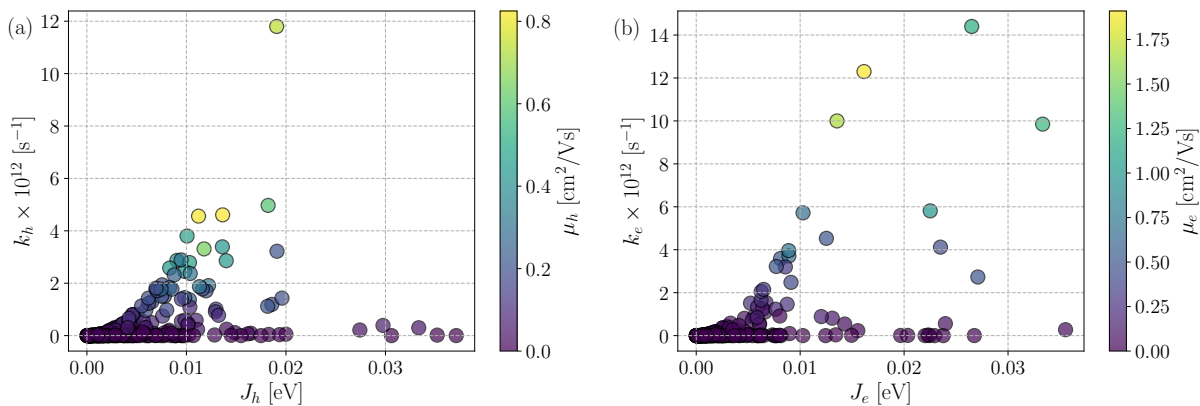 (a)
12
10
8
6
4
2
0
k_h × 10^12 [s^−1]
0.00 0.01 0.02 0.03
J_h [eV]
0.8
0.6
0.4
0.2
0.0
μ_h [cm^2/Vs]
(b)
14
12
10
8
6
4
2
0
k_e × 10^12 [s^−1]
0.00 0.01 0.02 0.03
J_e [eV]
1.75
1.50
1.25
1.00
0.75
0.50
0.25
0.00
μ_e [cm^2/Vs]